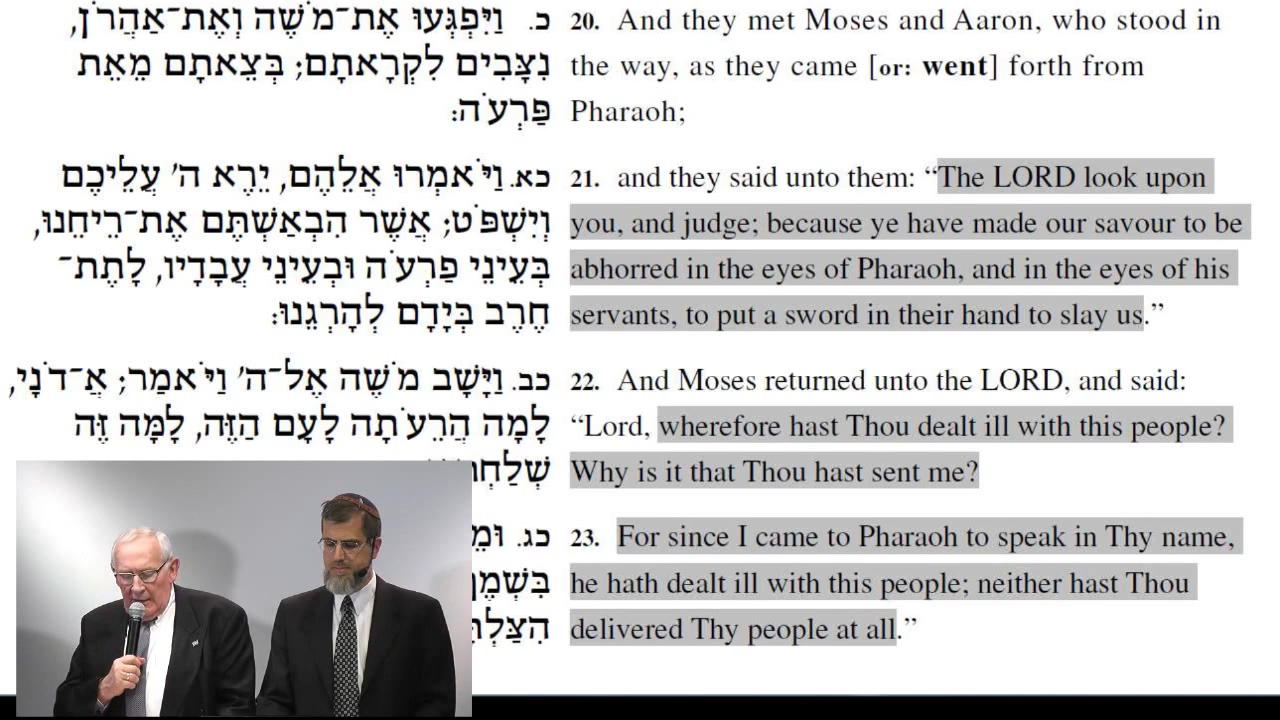 כ. וַיִּפְגְּעוּ אֶת־מֹשֶׁה וְאֶת־אַהֲרֹן,
נִצָּבִים לִקְרָאתָם; בְּצֵאתָם מֵאֵת
פַּרְעֹה:
20. And they met Moses and Aaron, who stood in
the way, as they came [or: went] forth from
Pharaoh;
כא. וַיֹּאמְרוּ אֲלֵהֶם, יֵרֶא ה' עֲלֵיכֶם
וְיִשְׁפֹּט; אֲשֶׁר הִבְאַשְׁתֶּם אֶת־רֵיחֵנוּ,
בְּעֵינֵי פַרְעֹה וּבְעֵינֵי עֲבָדָיו, לָתֶת־
חֶרֶב בְּיָדָם לְהָרְגֵנוּ:
21. and they said unto them: “The LORD look upon
you, and judge; because ye have made our savour to be
abhorred in the eyes of Pharaoh, and in the eyes of his
servants, to put a sword in their hand to slay us.”
כב. וַיָּשָׁב מֹשֶׁה אֶל־ה' וַיֹּאמַר; אֲ־דֹנָי,
לָמָה הֲרֵעֹתָה לָעָם הַזֶּה, לָמָּה זֶּה
22. And Moses returned unto the LORD, and said:
“Lord, wherefore hast Thou dealt ill with this people?
Why is it that Thou hast sent me?
כג.
23. For since I came to Pharaoh to speak in Thy name,
he hath dealt ill with this people; neither hast Thou
delivered Thy people at all.”